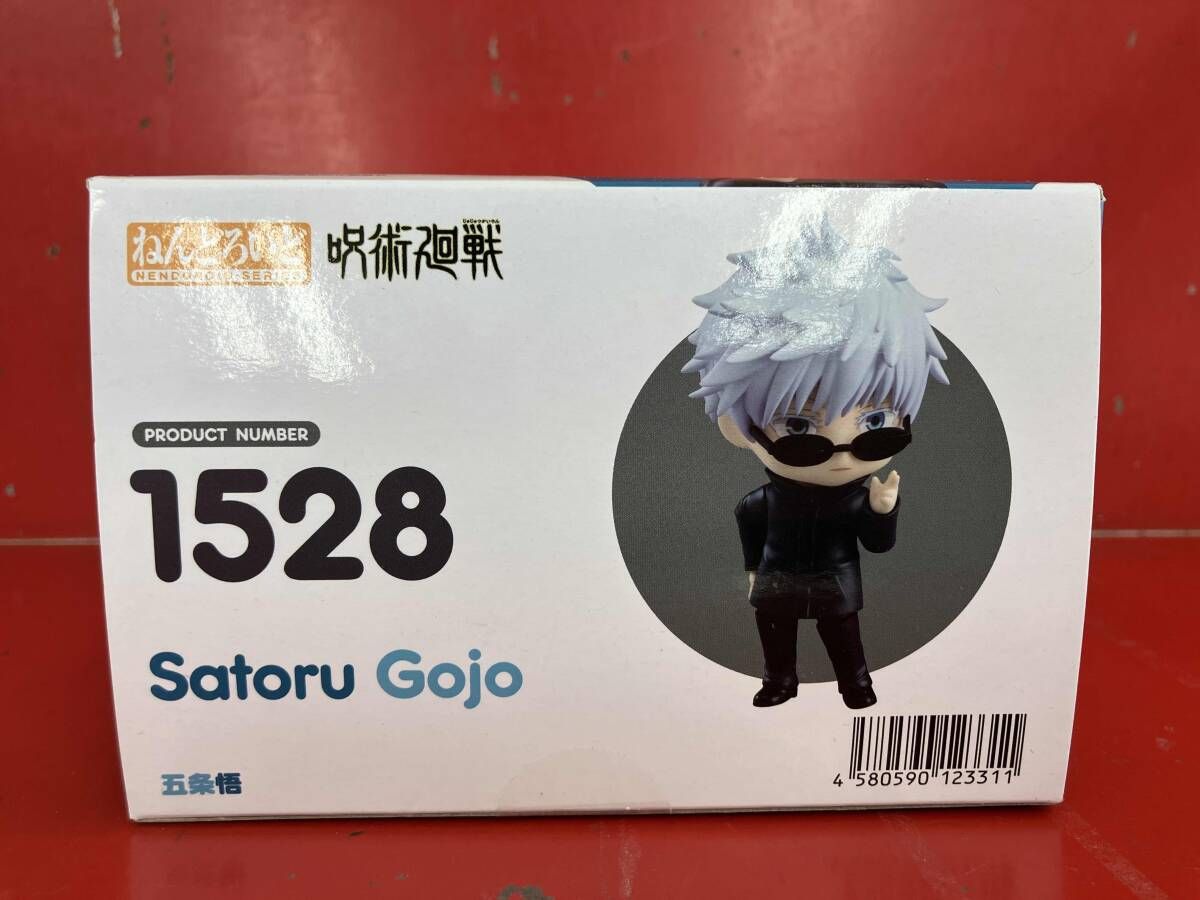 ねんどろいど
NENDOROID SERIES
じゅじゅつかいせん
呪術廻戦
PRODUCT NUMBER
1528
Satoru Gojo
五条悟
4 580590 123311